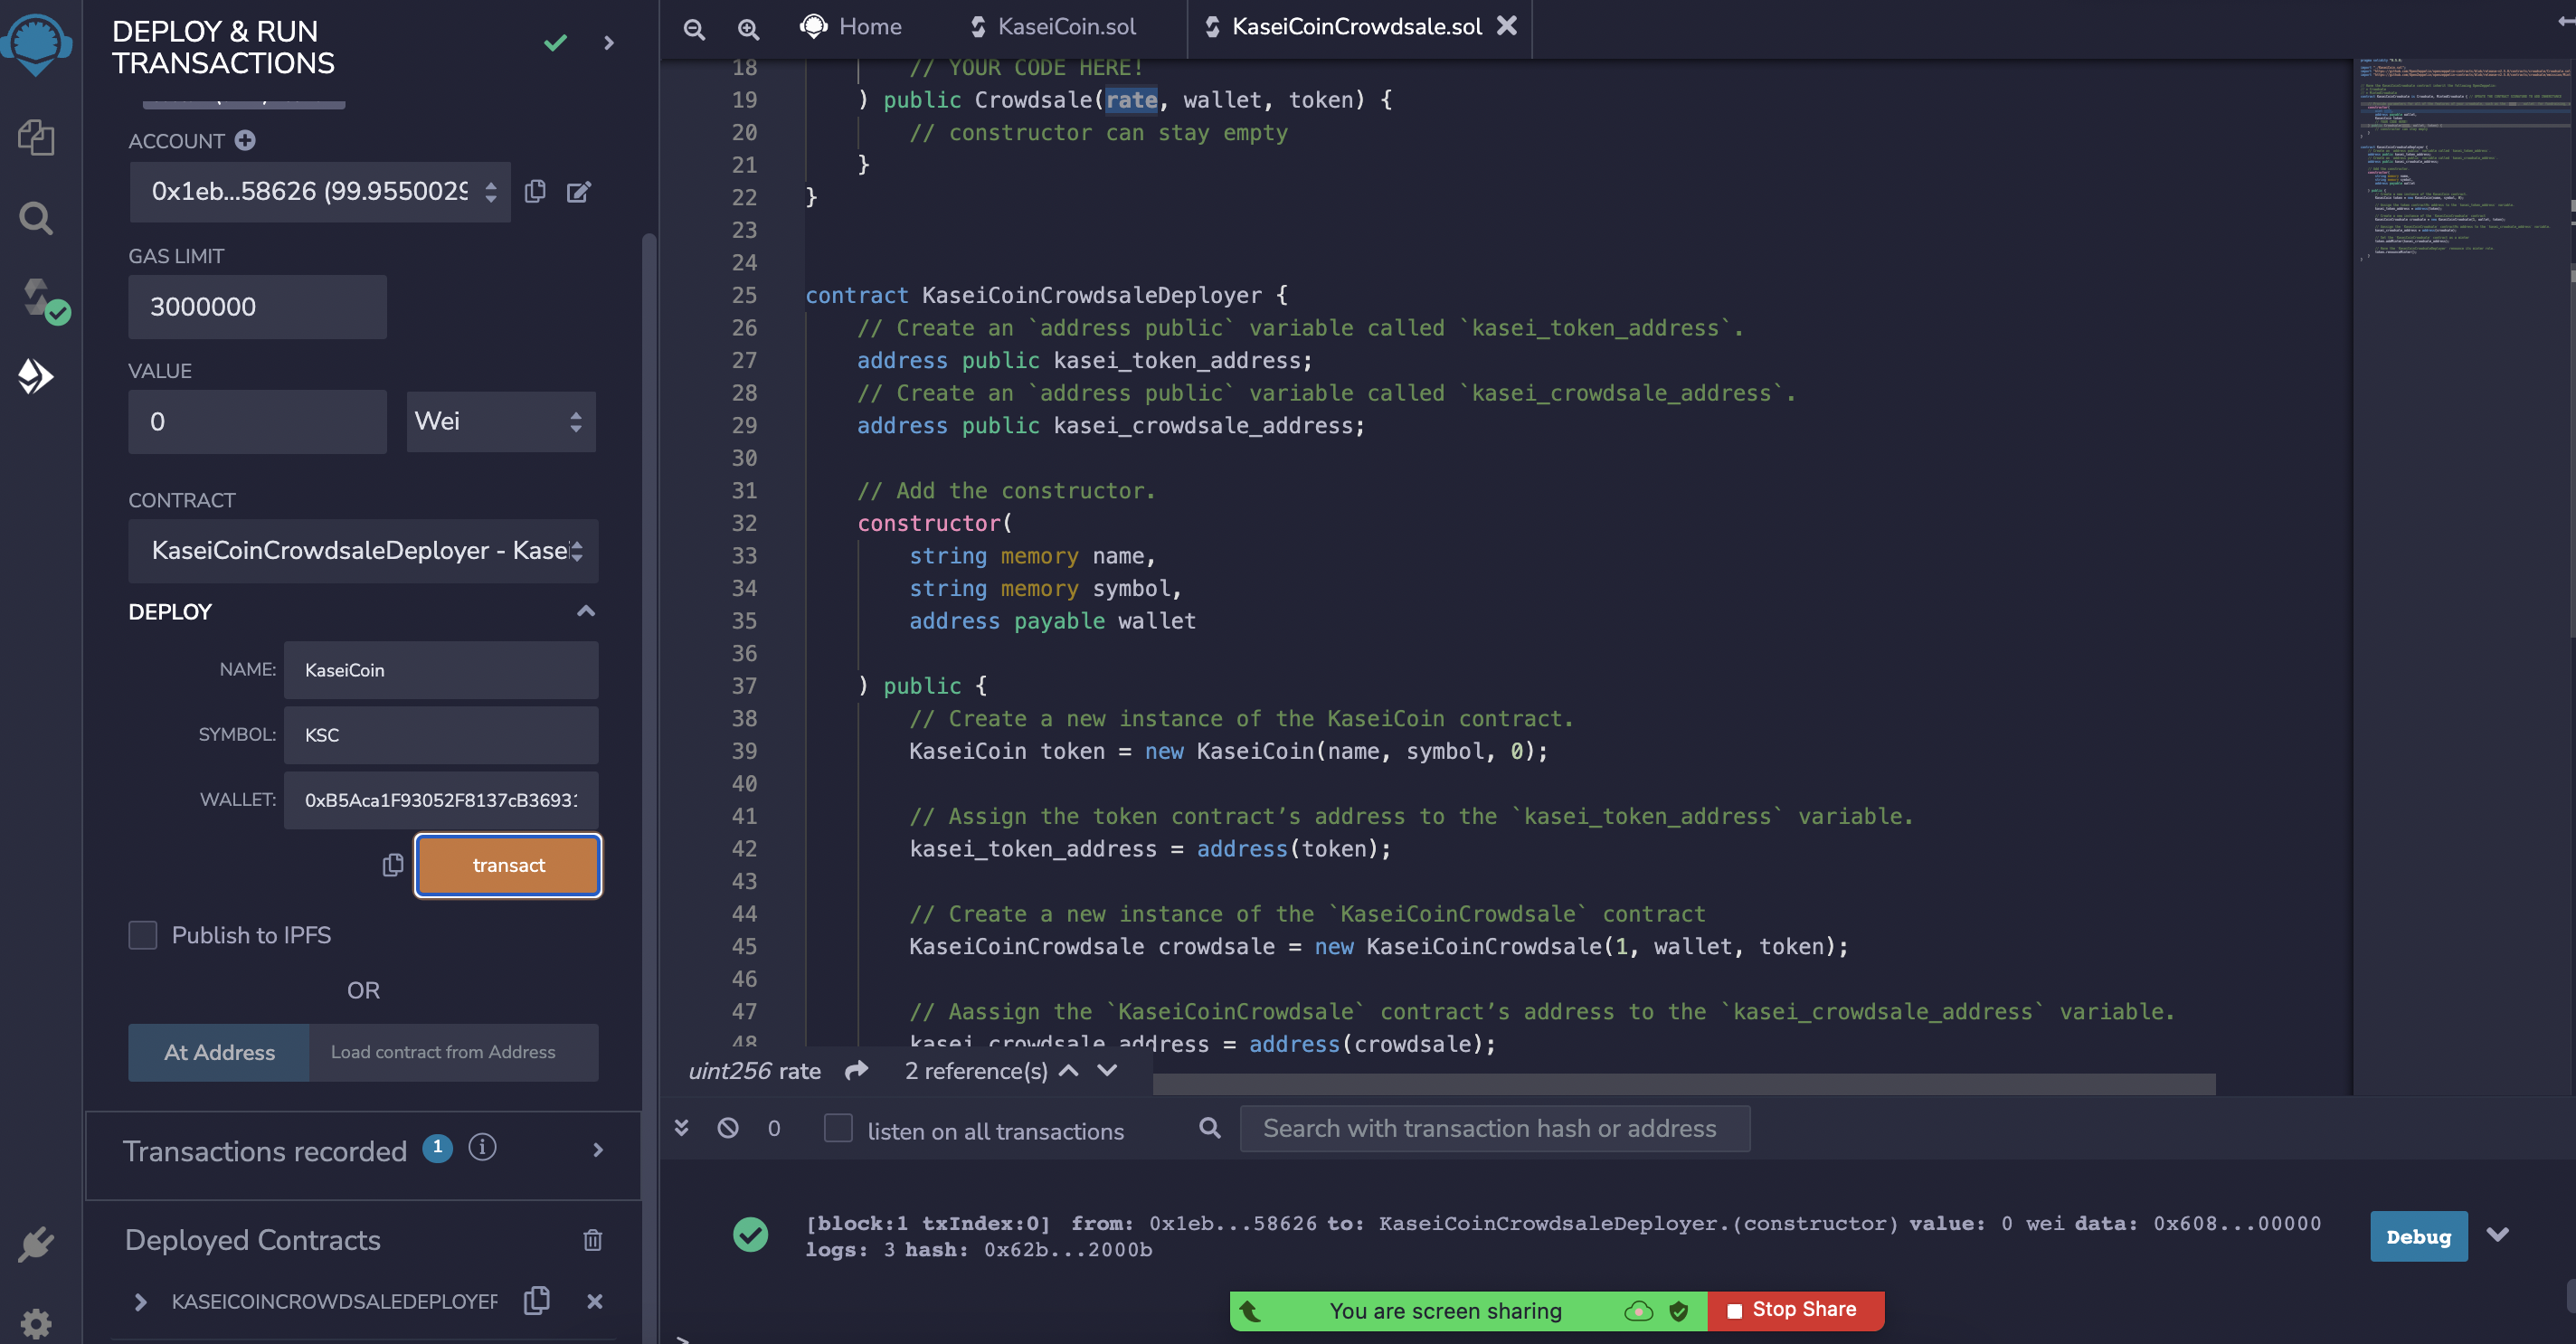 DEPLOY & RUN
TRANSACTIONS
ACCOUNT
0x1eb...58626 (99.9550029
GAS LIMIT
3000000
VALUE
0
Wei
CONTRACT
KaseiCoinCrowdsaleDeployer - Kasei
DEPLOY
NAME:
KaseiCoin
SYMBOL:
KSC
WALLET:
0xB5Aca1F93052F8137cB36931
transact
Publish to IPFS
OR
At Address
Load contract from Address
Transactions recorded 1 i
Deployed Contracts
KASEICOINCROWDSALEDEPLOYER
Home
KaseiCoin.sol
KaseiCoinCrowdsale.sol
18 // YOUR CODE HERE!
19 ) public Crowdsale(rate, wallet, token) {
20 // constructor can stay empty
21 }
22 }
23
24
25 contract KaseiCoinCrowdsaleDeployer {
26 // Create an `address public` variable called `kasei_token_address`.
27 address public kasei_token_address;
28 // Create an `address public` variable called `kasei_crowdsale_address`.
29 address public kasei_crowdsale_address;
30
31 // Add the constructor.
32 constructor(
33 string memory name,
34 string memory symbol,
35 address payable wallet
36
37 ) public {
38 // Create a new instance of the KaseiCoin contract.
39 KaseiCoin token = new KaseiCoin(name, symbol, 0);
40
41 // Assign the token contract’s address to the `kasei_token_address` variable.
42 kasei_token_address = address(token);
43
44 // Create a new instance of the `KaseiCoinCrowdsale` contract
45 KaseiCoinCrowdsale crowdsale = new KaseiCoinCrowdsale(1, wallet, token);
46
47 // Aassign the `KaseiCoinCrowdsale` contract’s address to the `kasei_crowdsale_address` variable.
48 kasei_crowdsale_address = address(crowdsale);
uint256 rate
2 reference(s)
0
listen on all transactions
Search with transaction hash or address
[block:1 txIndex:0] from: 0x1eb...58626 to: KaseiCoinCrowdsaleDeployer.(constructor) value: 0 wei data: 0x608...00000
logs: 3 hash: 0x62b...2000b
Debug
You are screen sharing
Stop Share
>